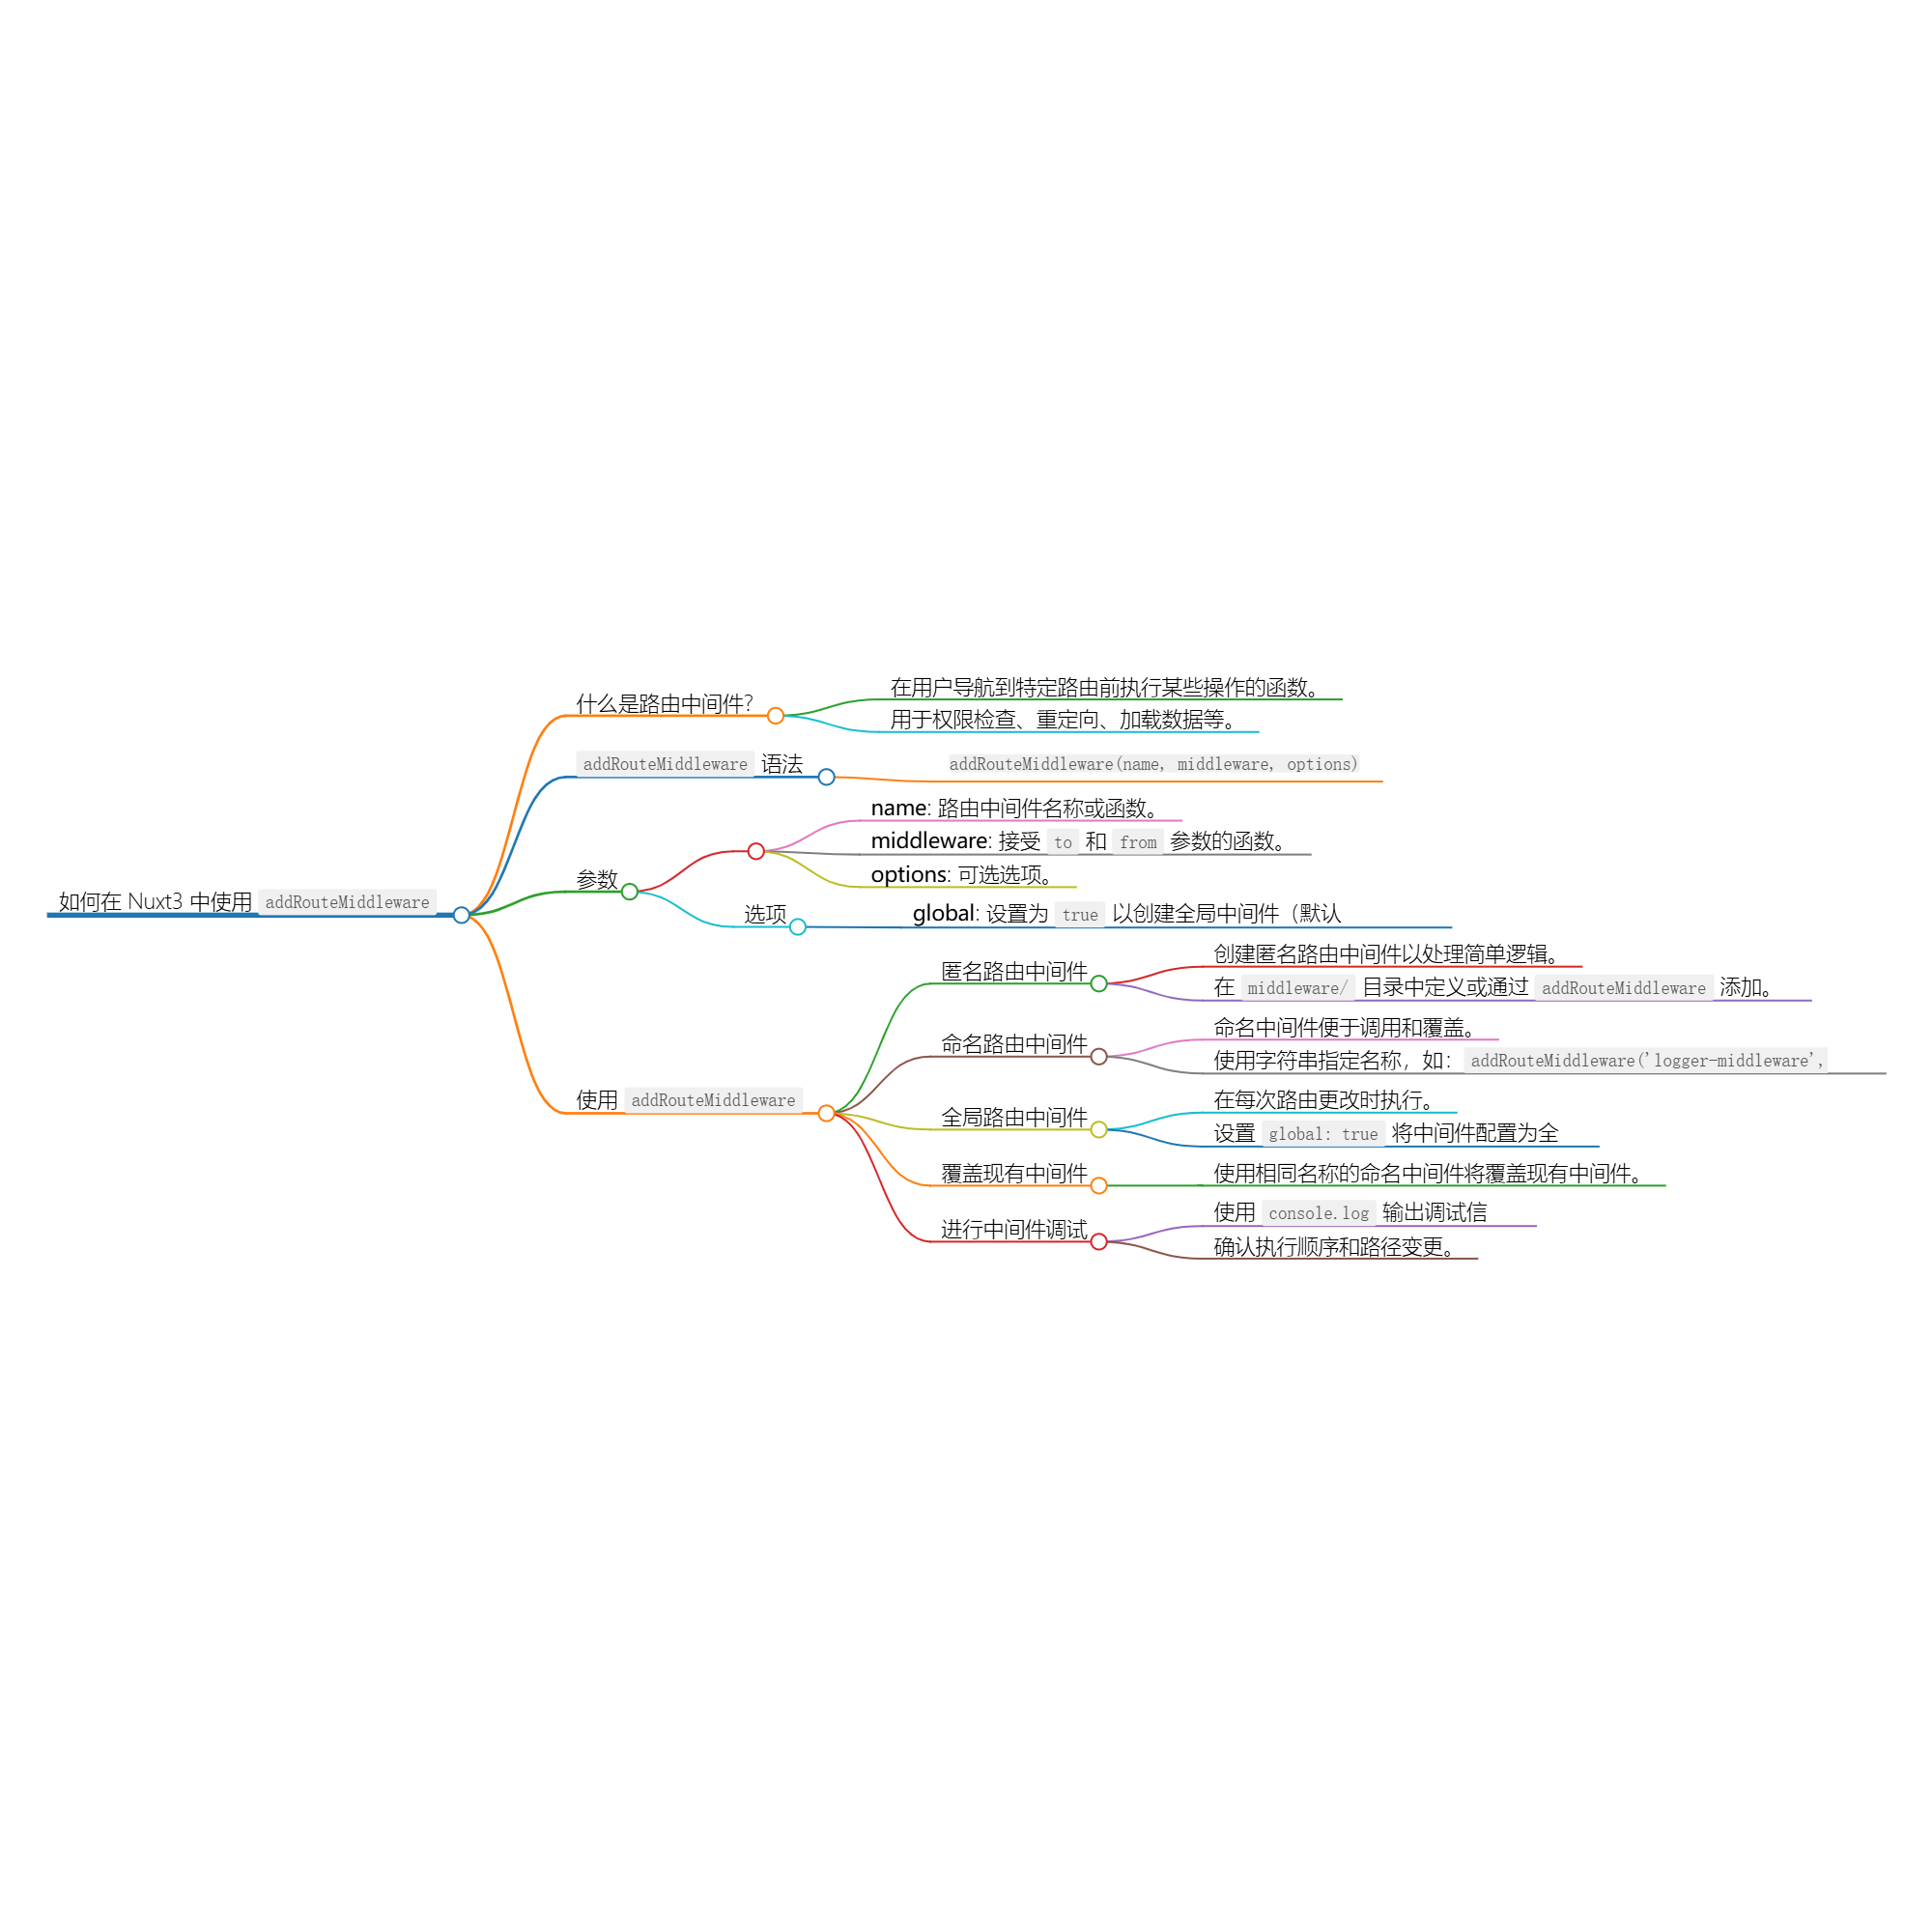 如何在 Nuxt3 中使用 addRouteMiddleware
什么是路由中间件？
在用户导航到特定路由前执行某些操作的函数。
用于权限检查、重定向、加载数据等。
addRouteMiddleware 语法
addRouteMiddleware(name, middleware, options)
参数
name: 路由中间件名称或函数。
middleware: 接受 to 和 from 参数的函数。
options: 可选选项。
选项
global: 设置为 true 以创建全局中间件（默认
使用 addRouteMiddleware
匿名路由中间件
创建匿名路由中间件以处理简单逻辑。
在 middleware/ 目录中定义或通过 addRouteMiddleware 添加。
命名路由中间件
命名中间件便于调用和覆盖。
使用字符串指定名称，如： addRouteMiddleware('logger-middleware',
全局路由中间件
在每次路由更改时执行。
设置 global: true 将中间件配置为全
覆盖现有中间件
使用相同名称的命名中间件将覆盖现有中间件。
进行中间件调试
使用 console.log 输出调试信
确认执行顺序和路径变更。